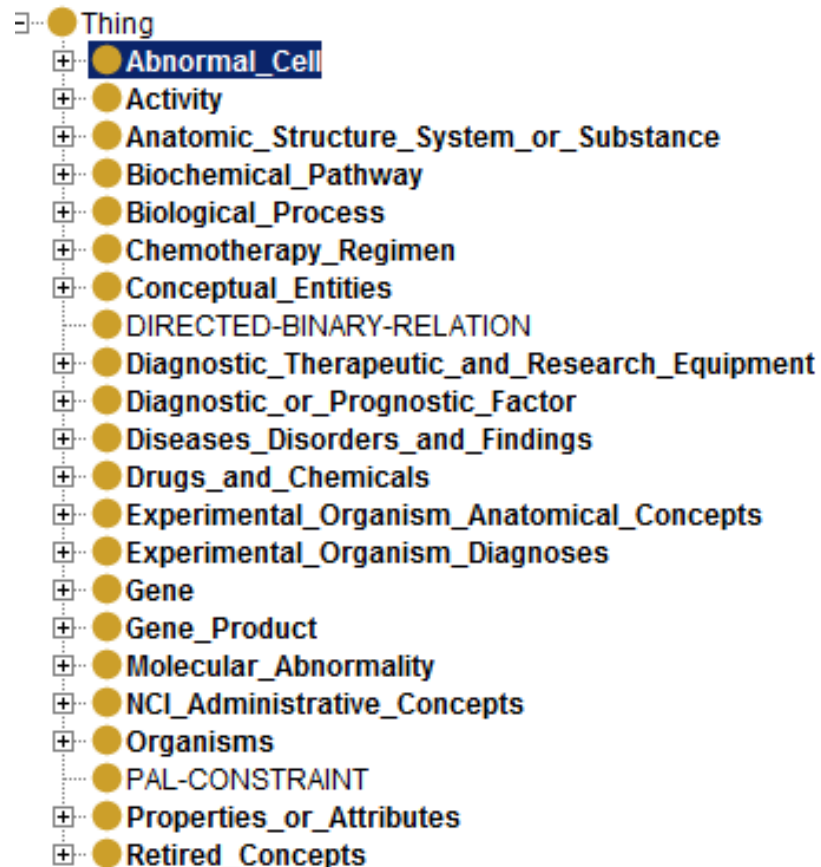 Thing
Abnormal_Cell
Activity
Anatomic_Structure_System_or_Substance
Biochemical_Pathway
Biological_Process
Chemotherapy_Regimen
Conceptual_Entities
DIRECTED-BINARY-RELATION
Diagnostic_Therapeutic_and_Research_Equipment
Diagnostic_or_Prognostic_Factor
Diseases_Disorders_and_Findings
Drugs_and_Chemicals
Experimental_Organism_Anatomical_Concepts
Experimental_Organism_Diagnoses
Gene
Gene_Product
Molecular_Abnormality
NCI_Administrative_Concepts
Organisms
PAL-CONSTRAINT
Properties_or_Attributes
Retired_Concepts